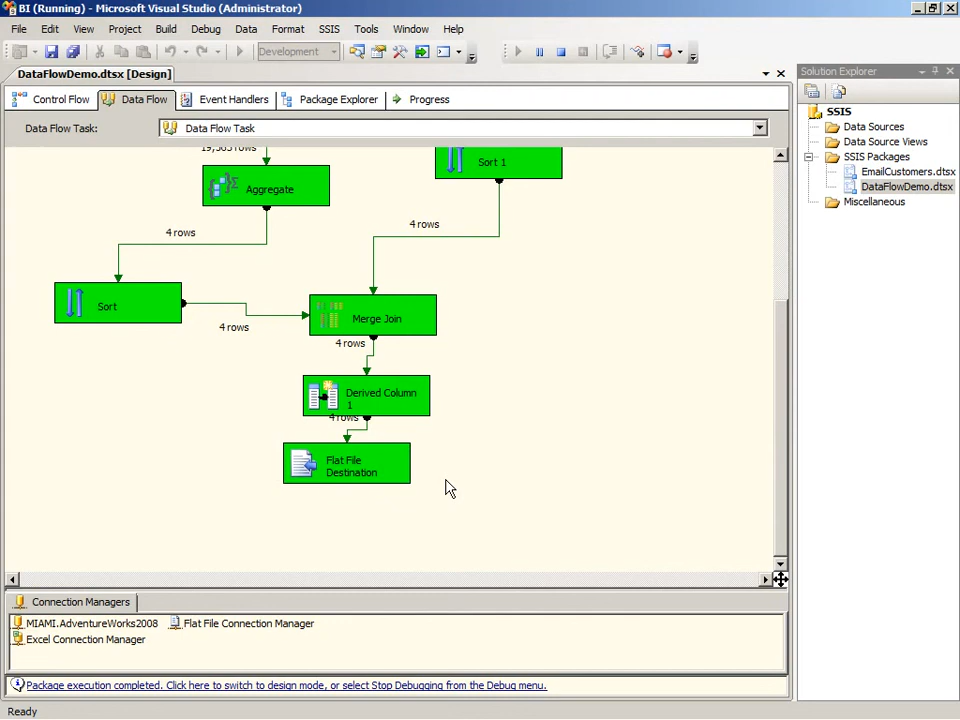 BI (Running) - Microsoft Visual Studio (Administrator)
File Edit View Project Build Debug Data Format SSIS Tools Window Help
Development
DataFlowDemo.dtsx [Design]
Solution Explorer
Control Flow Data Flow Event Handlers Package Explorer Progress
Data Flow Task: Data Flow Task
SSIS
Data Sources
Data Source Views
SSIS Packages
EmailCustomers.dtsx
DataFlowDemo.dtsx
Miscellaneous
Sort 1
Aggregate
4 rows
4 rows
Sort
4 rows
Merge Join
4 rows
Derived Column
1
4 rows
Flat File
Destination
Connection Managers
MIAMI.AdventureWorks2008 Flat File Connection Manager
Excel Connection Manager
Package execution completed. Click here to switch to design mode, or select Stop Debugging from the Debug menu.
Ready